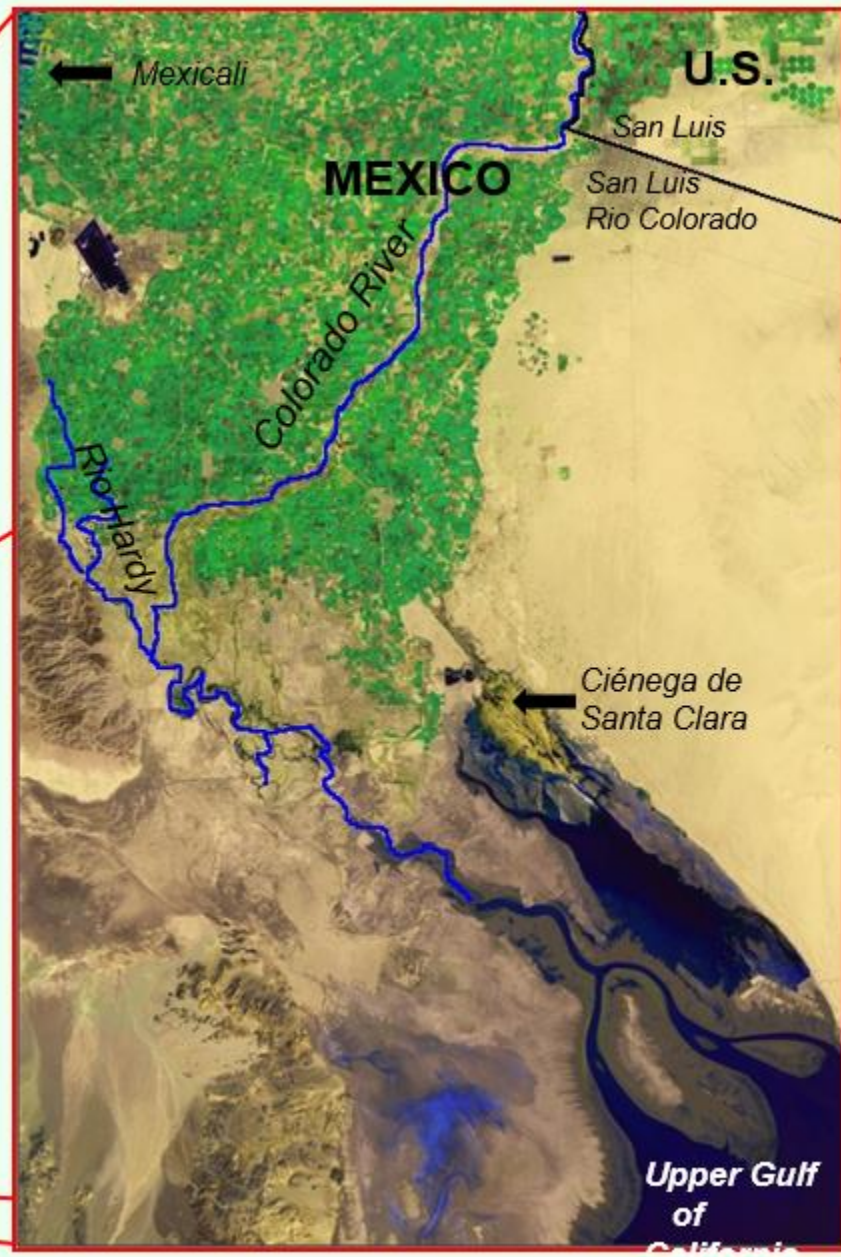 Mexicali
U.S.
San Luis
MEXICO
San Luis
Rio Colorado
Colorado River
Rio Hardy
Ciénega de
Santa Clara
Upper Gulf
of
California